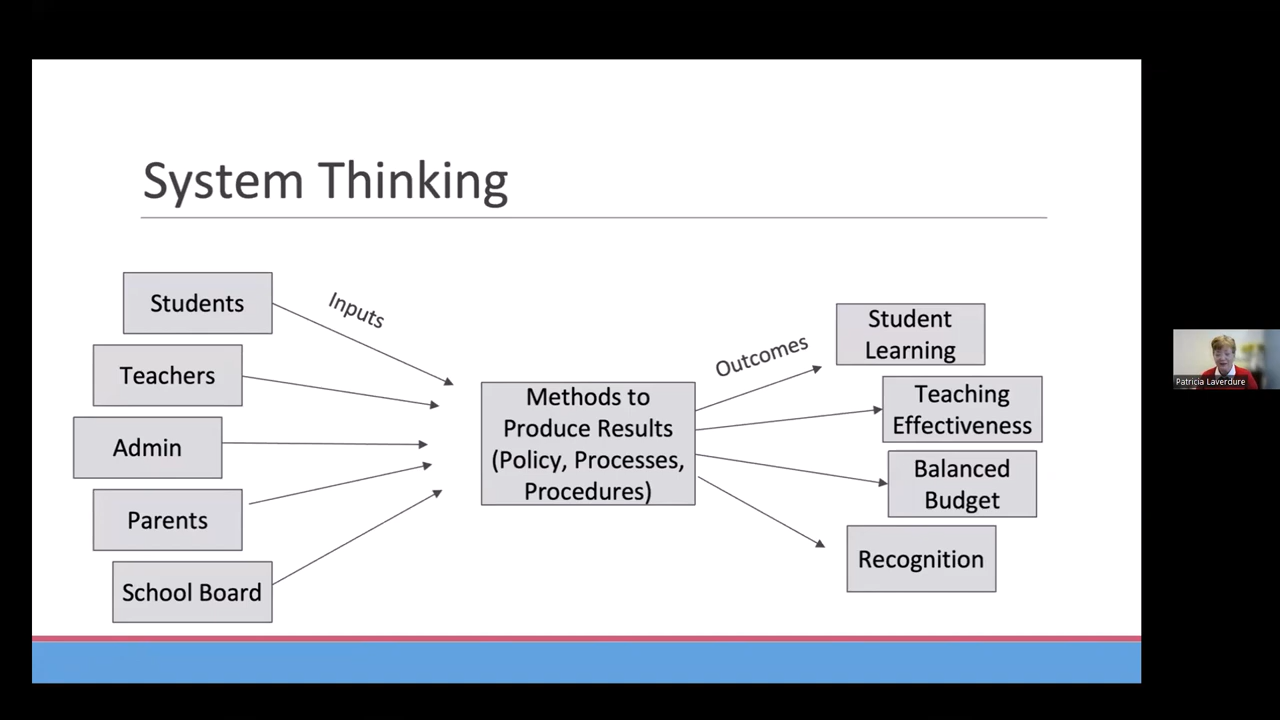 System Thinking
Students
Teachers
Admin
Parents
School Board
Inputs
Methods to
Produce Results
(Policy, Processes,
Procedures)
Outcomes
Student
Learning
Teaching
Effectiveness
Balanced
Budget
Recognition
Patricia Laverdure